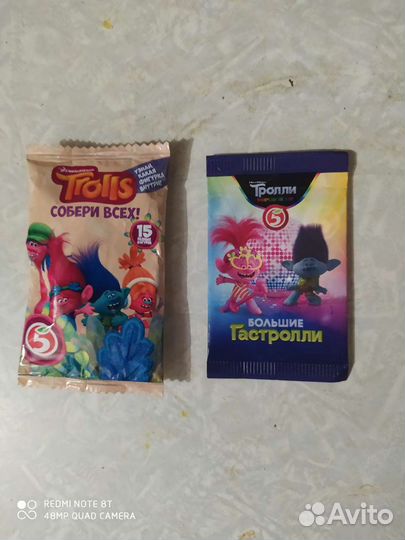 Trolls
СОБЕРИ ВСЕХ!
УЗНАЙ,
КАКАЯ
ФИГУРКА
ВНУТРИ!
15
5
Тролли
5
БОЛЬШИЕ
Гастролли
REDMI NOTE 8T
48MP QUAD CAMERA
Avito